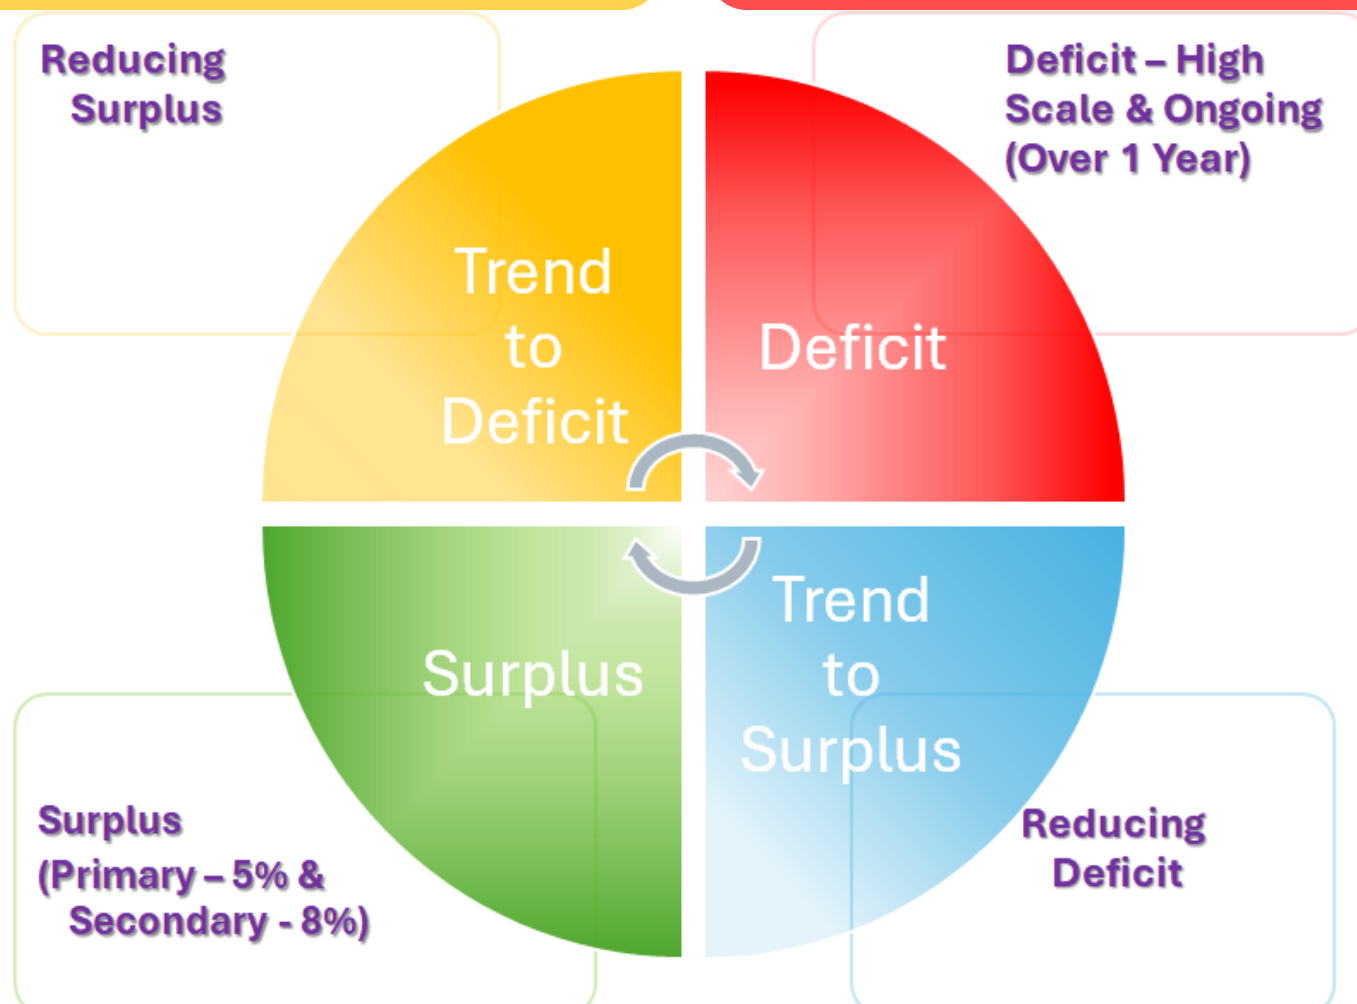 Reducing
Surplus
Deficit – High
Scale & Ongoing
(Over 1 Year)
Trend
to
Deficit
Deficit
Surplus
Trend
to
Surplus
Surplus
(Primary – 5% &
Secondary - 8%)
Reducing
Deficit